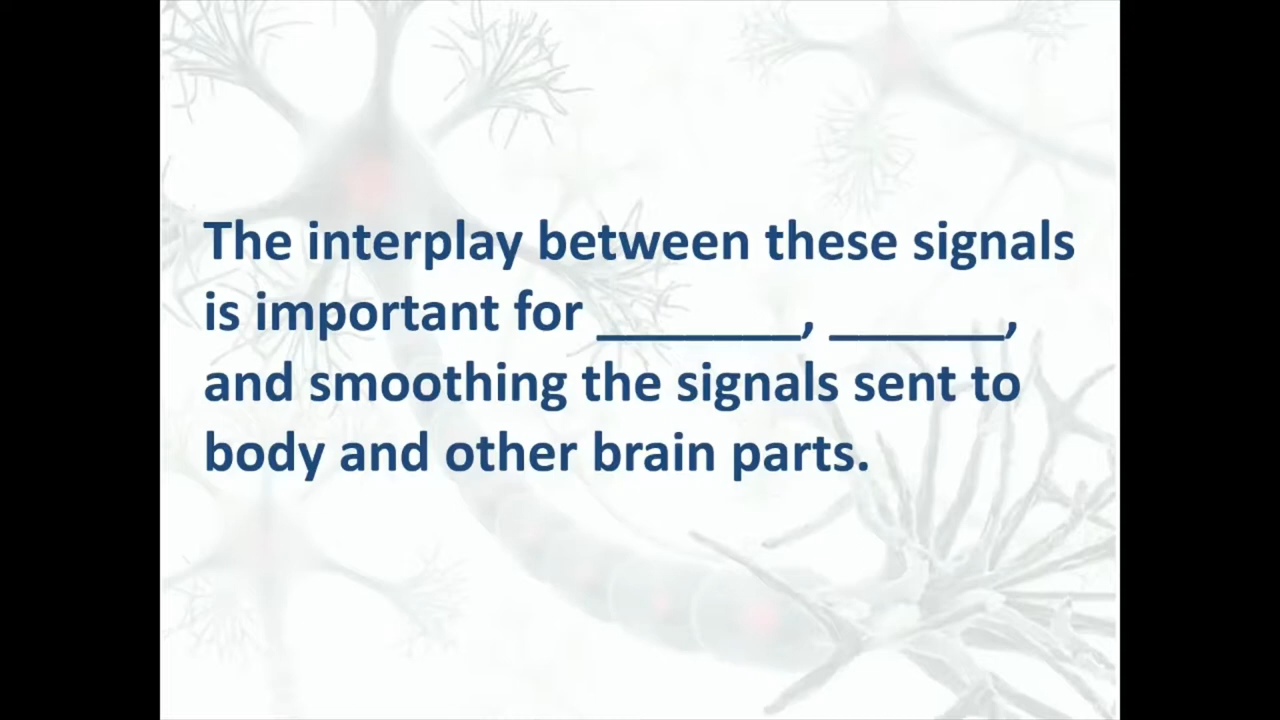 The interplay between these signals
is important for ________, _______,
and smoothing the signals sent to
body and other brain parts.